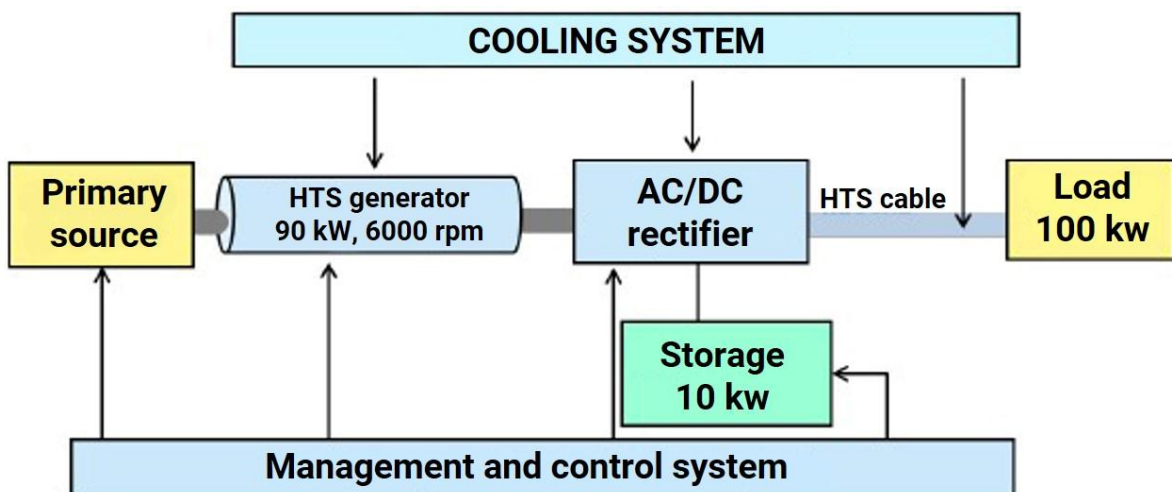 COOLING SYSTEM
Primary
source
HTS generator
90 kW, 6000 rpm
AC/DC
rectifier
HTS cable
Load
100 kw
Storage
10 kw
Management and control system